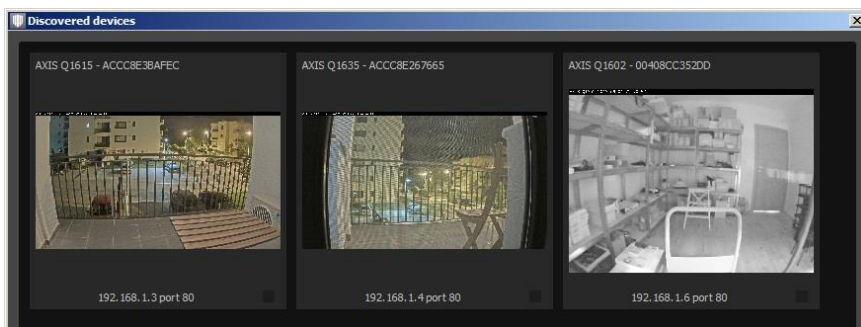 Discovered devices
AXIS Q1615 - ACCC8E3BAFEC
AXIS Q1635 - ACCC8E267665
AXIS Q1602 - 00408CC352DD
192.168.1.3 port 80
192.168.1.4 port 80
192.168.1.6 port 80